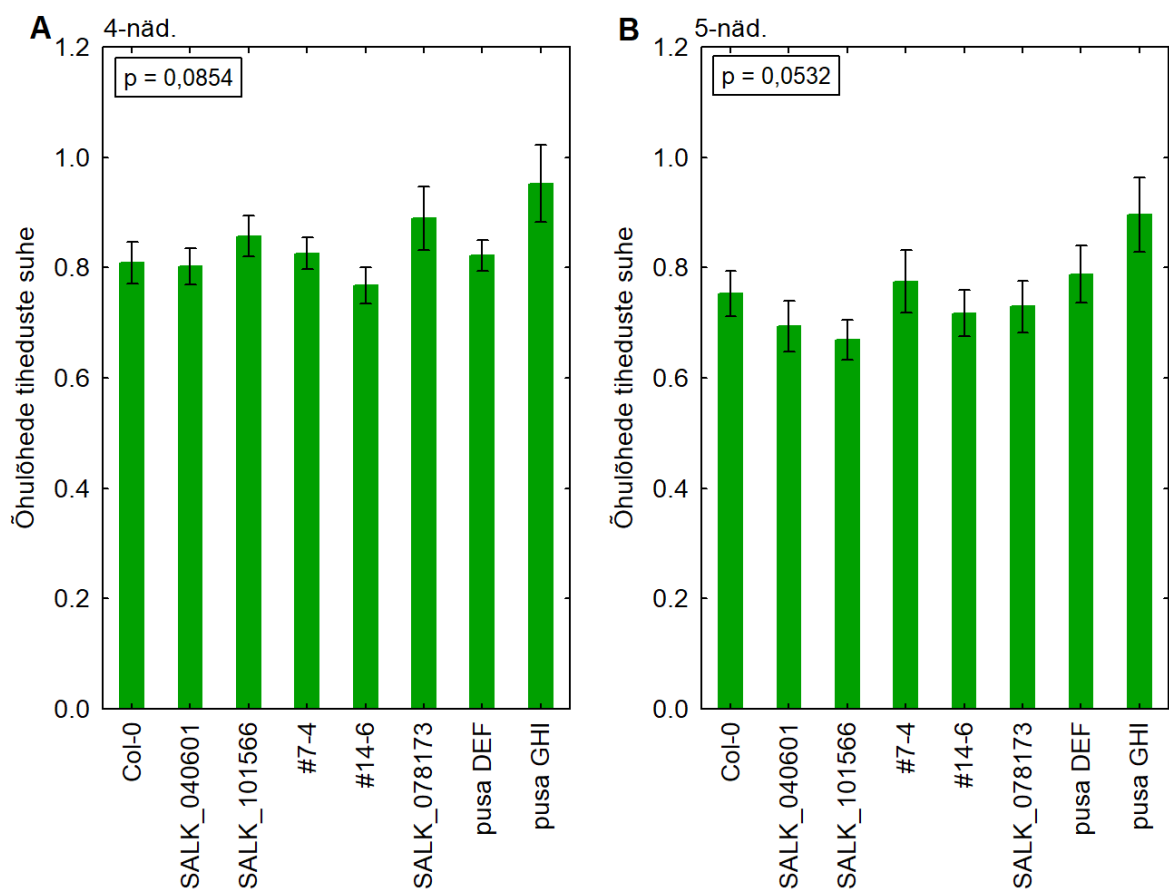 A 4-näd.
p = 0,0854
Õhulõhede tiheduste suhe
1.2
1.0
0.8
0.6
0.4
0.2
0.0
Col-0
SALK_040601
SALK_101566
#7-4
#14-6
SALK_078173
pusa DEF
pusa GHI
B 5-näd.
p = 0,0532
Õhulõhede tiheduste suhe
1.2
1.0
0.8
0.6
0.4
0.2
0.0
Col-0
SALK_040601
SALK_101566
#7-4
#14-6
SALK_078173
pusa DEF
pusa GHI